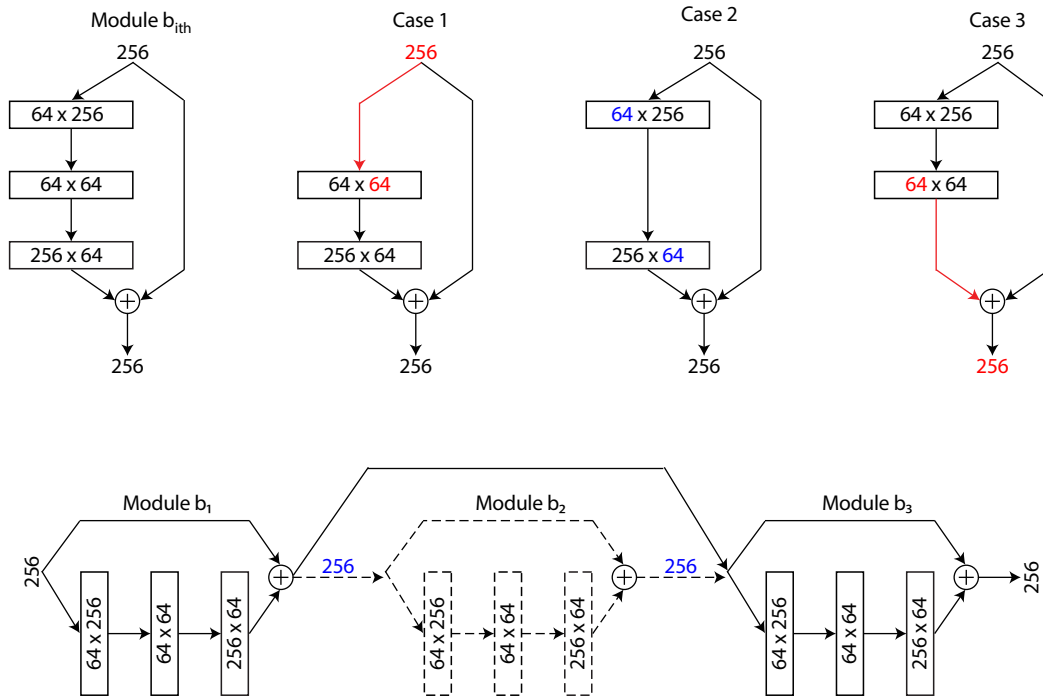 Module b_ith
256
64 x 256
64 x 64
256 x 64
+
256
Case 1
256
64 x 64
256 x 64
+
256
Case 2
256
64 x 256
256 x 64
+
256
Case 3
256
64 x 256
64 x 64
+
256
Module b₁
256
64 x 256
64 x 64
256 x 64
+
256
Module b₂
64 x 256
64 x 64
256 x 64
+
256
Module b₃
64 x 256
64 x 64
256 x 64
+
256